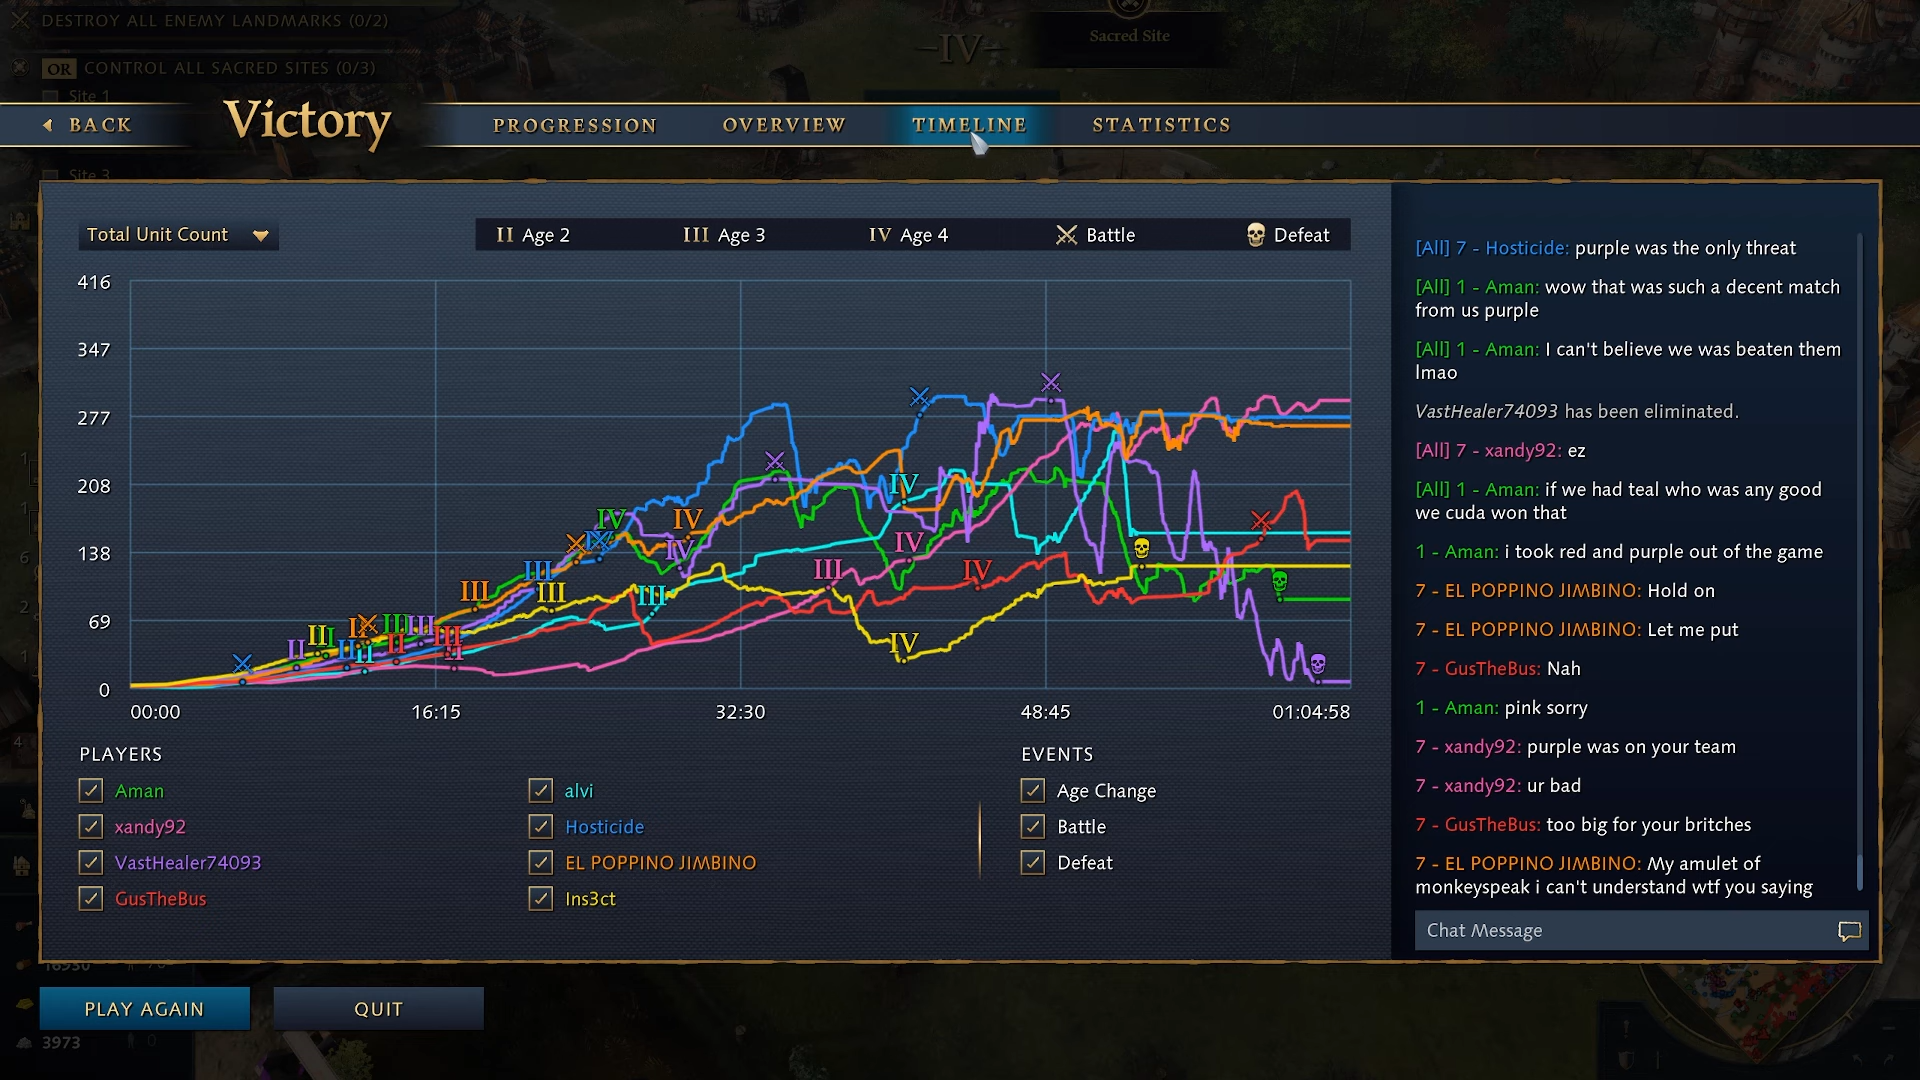 DESTROY ALL ENEMY LANDMARKS (0/2)
OR CONTROL ALL SACRED SITES (0/3)
Site 1
Site 3
IV
Sacred Site
BACK
Victory
PROGRESSION
OVERVIEW
TIMELINE
STATISTICS
Total Unit Count
II Age 2
III Age 3
IV Age 4
Battle
Defeat
416
347
277
208
138
69
0
00:00
16:15
32:30
48:45
01:04:58
PLAYERS
Aman
xandy92
VastHealer74093
GusTheBus
alvi
Hosticide
EL POPPINO JIMBINO
Ins3ct
EVENTS
Age Change
Battle
Defeat
[All] 7 - Hosticide: purple was the only threat
[All] 1 - Aman: wow that was such a decent match
from us purple
[All] 1 - Aman: I can't believe we was beaten them
lmao
VastHealer74093 has been eliminated.
[All] 7 - xandy92: ez
[All] 1 - Aman: if we had teal who was any good
we cuda won that
1 - Aman: i took red and purple out of the game
7 - EL POPPINO JIMBINO: Hold on
7 - EL POPPINO JIMBINO: Let me put
7 - GusTheBus: Nah
1 - Aman: pink sorry
7 - xandy92: purple was on your team
7 - xandy92: ur bad
7 - GusTheBus: too big for your britches
7 - EL POPPINO JIMBINO: My amulet of
monkeyspeak i can't understand wtf you saying
Chat Message
PLAY AGAIN
QUIT
3973